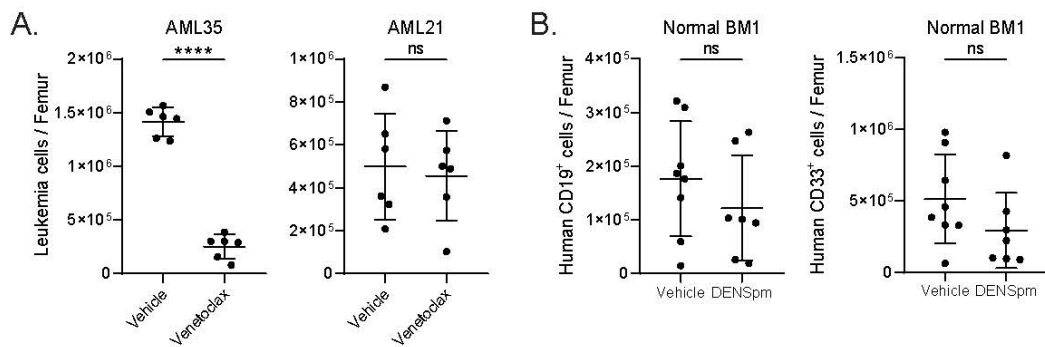 A.
AML35
****
Leukemia cells / Femur
2×10⁶
1.5×10⁶
1×10⁶
5×10⁵
0
Vehicle
Venetoclax
AML21
ns
1×10⁶
8×10⁵
6×10⁵
4×10⁵
2×10⁵
0
Vehicle
Venetoclax
B.
Normal BM1
ns
Human CD19⁺ cells / Femur
4×10⁵
3×10⁵
2×10⁵
1×10⁵
0
Vehicle DENSpm
Normal BM1
ns
Human CD33⁺ cells / Femur
1.5×10⁶
1×10⁶
5×10⁵
0
Vehicle DENSpm